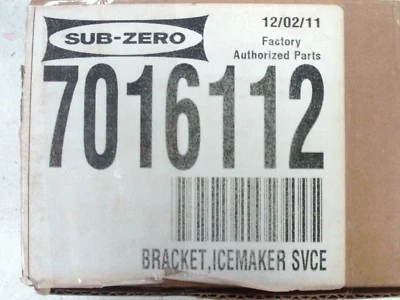 SUB-ZERO
12/02/11
Factory
Authorized Parts
7016112
BRACKET,ICEMAKER SVCE